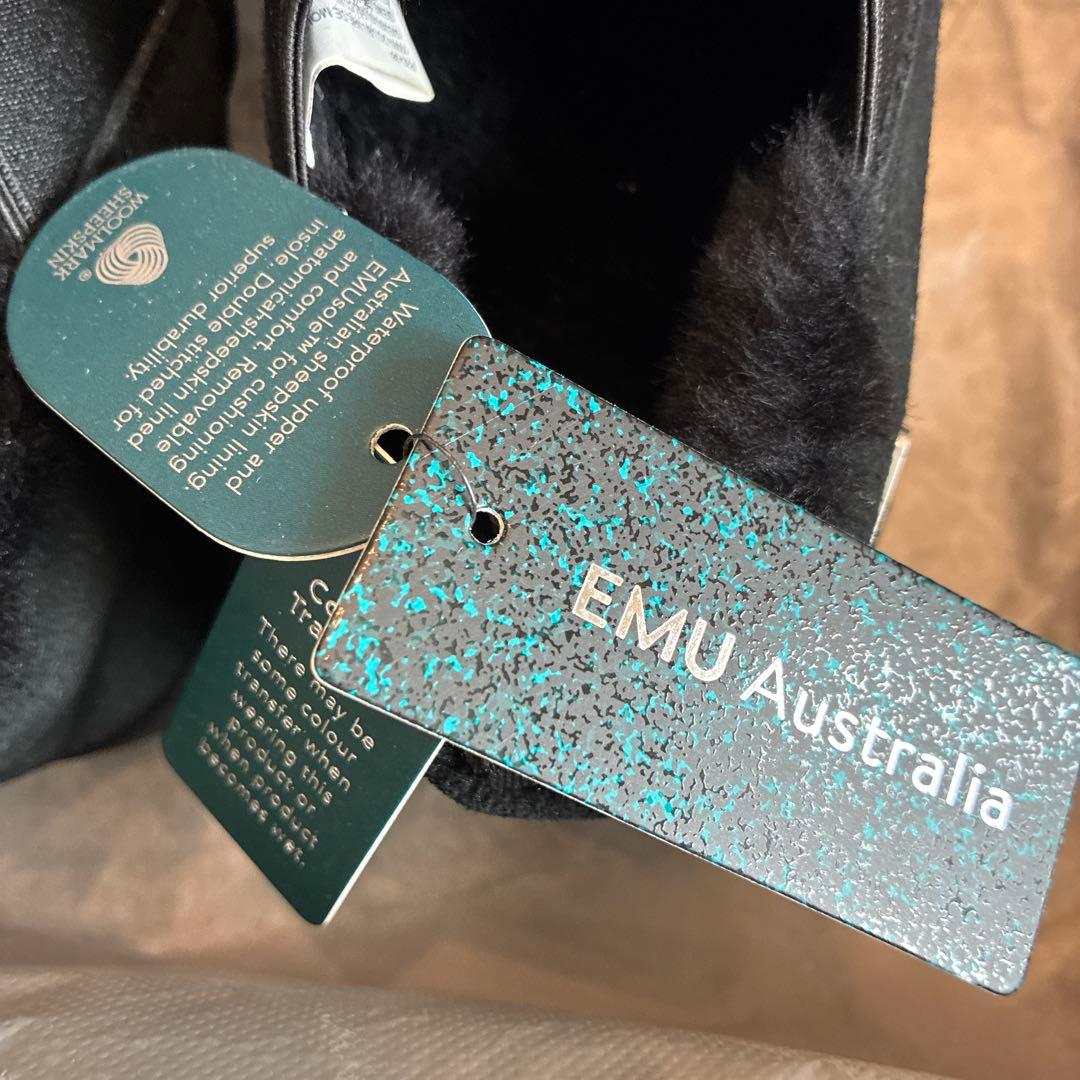 WOOLMARK ®
SHEEPSKIN
Waterproof upper and
Australian sheepskin lining.
EMUsole™ for cushioning
and comfort. Removable
anatomical-sheepskin lined
insole. Double stitched for
superior durability.
There may be
some colour
transfer when
wearing this
product or
when product
becomes wet.
EMU Australia